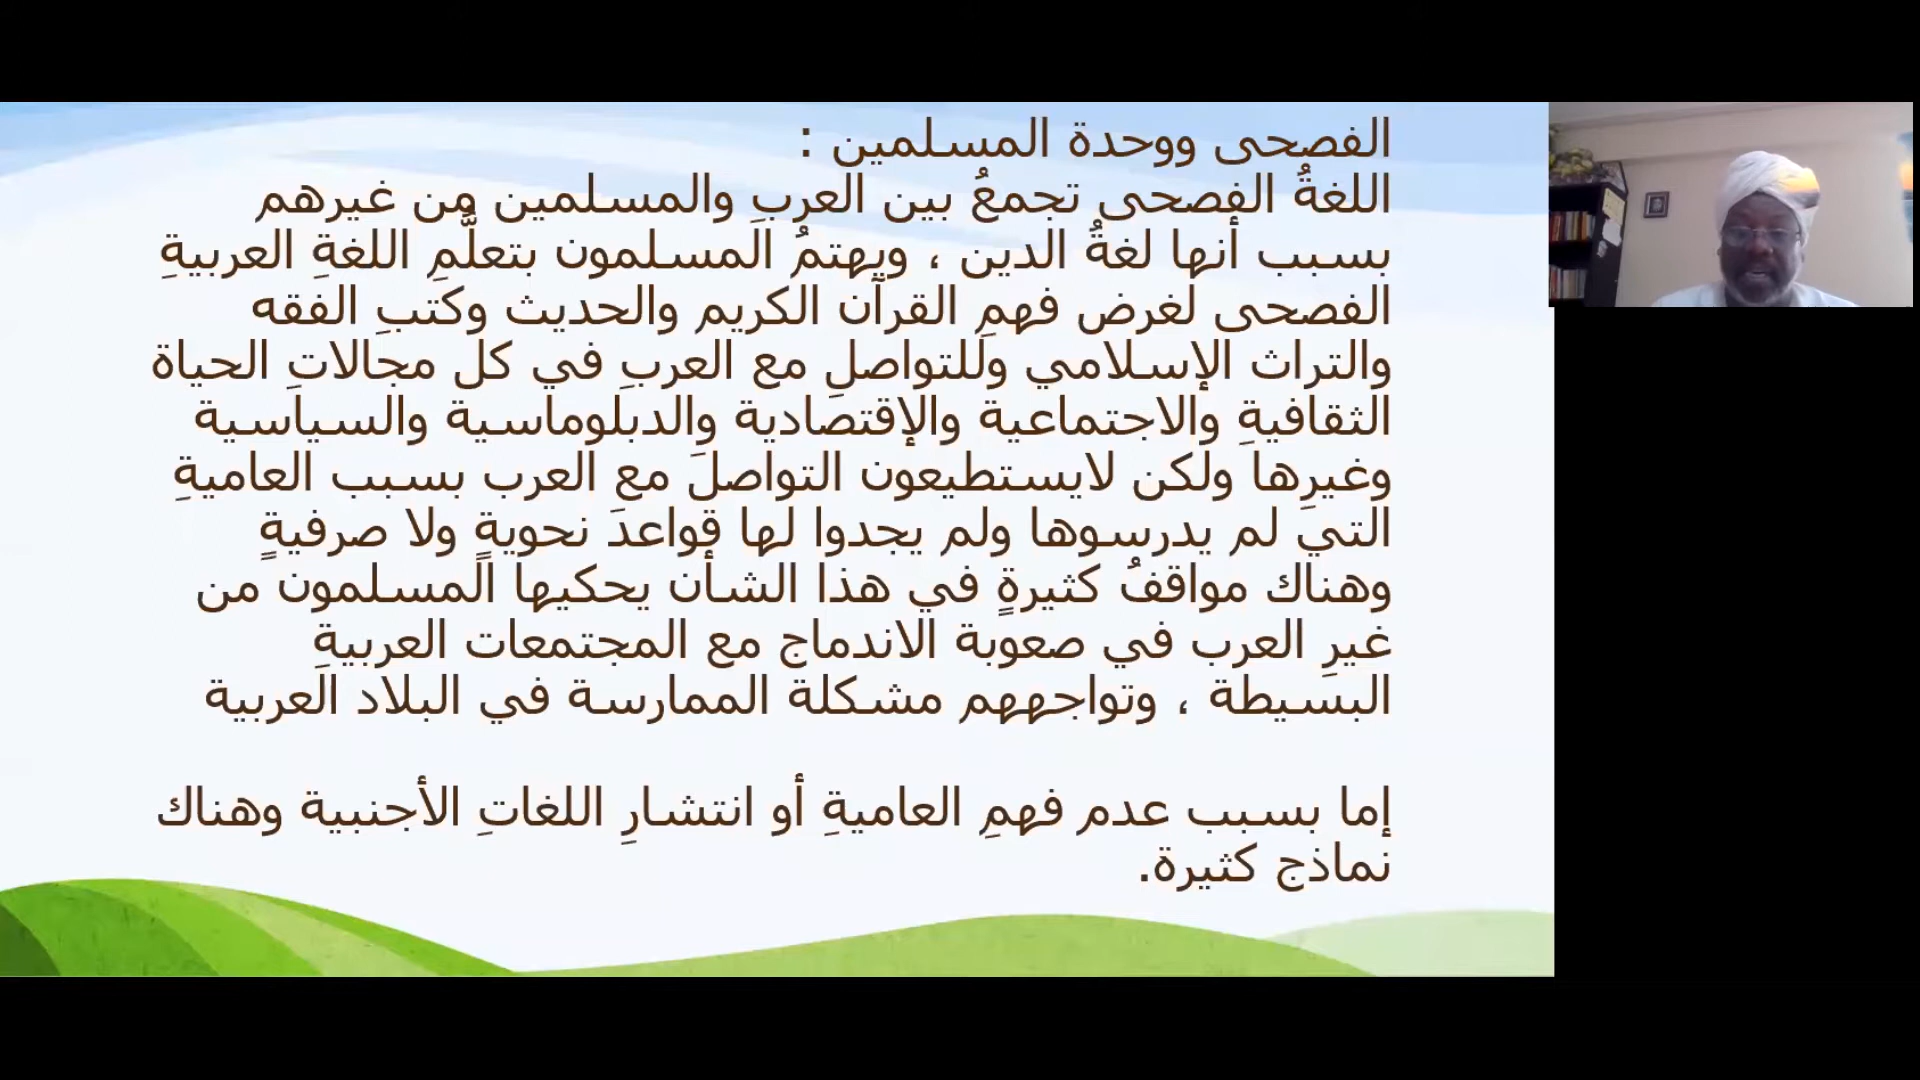 الفصحى ووحدة المسلمين :
اللغةُ الفصحى تجمعُ بين العربِ والمسلمين من غيرهم
بسبب أنها لغةُ الدين ، ويهتمُ المسلمون بتعلُّمِ اللغةِ العربيةِ
الفصحى لغرض فهمِ القرآن الكريم والحديث وكتبِ الفقه
والتراث الإسلامي وللتواصلِ مع العربِ في كل مجالاتِ الحياة
الثقافيةِ والاجتماعية والإقتصادية والدبلوماسية والسياسية
وغيرِها ولكن لايستطيعون التواصلَ مع العرب بسبب العاميةِ
التي لم يدرسوها ولم يجدوا لها قواعدَ نحويةٍ ولا صرفيةٍ
وهناك مواقفُ كثيرةٍ في هذا الشأن يحكيها المسلمون من
غيرِ العرب في صعوبة الاندماج مع المجتمعات العربيةِ
البسيطة ، وتواجههم مشكلة الممارسة في البلاد العربية
إما بسبب عدم فهمِ العاميةِ أو انتشارِ اللغاتِ الأجنبية وهناك
نماذج كثيرة.